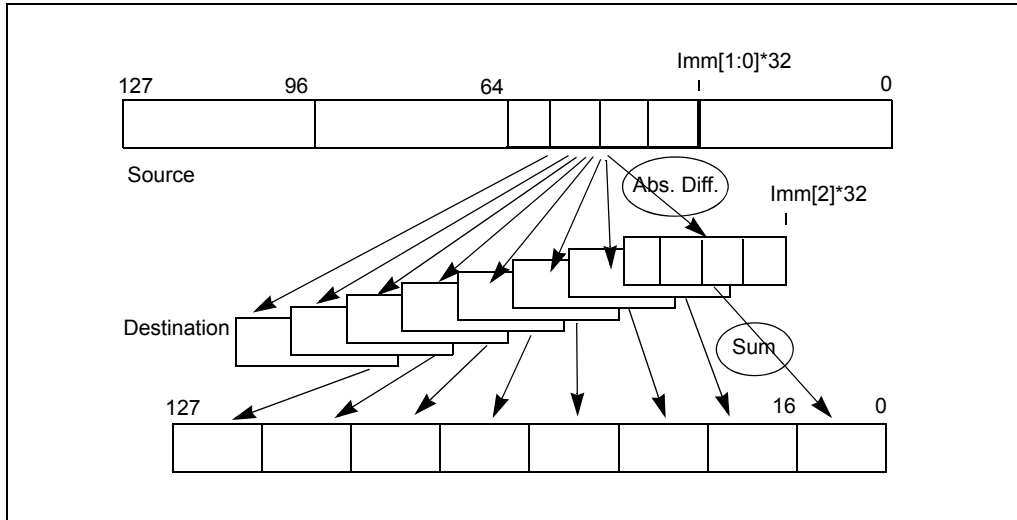 Imm[1:0]*32
127 96 64 0
Source
Abs. Diff.
Imm[2]*32
Destination
Sum
127 16 0